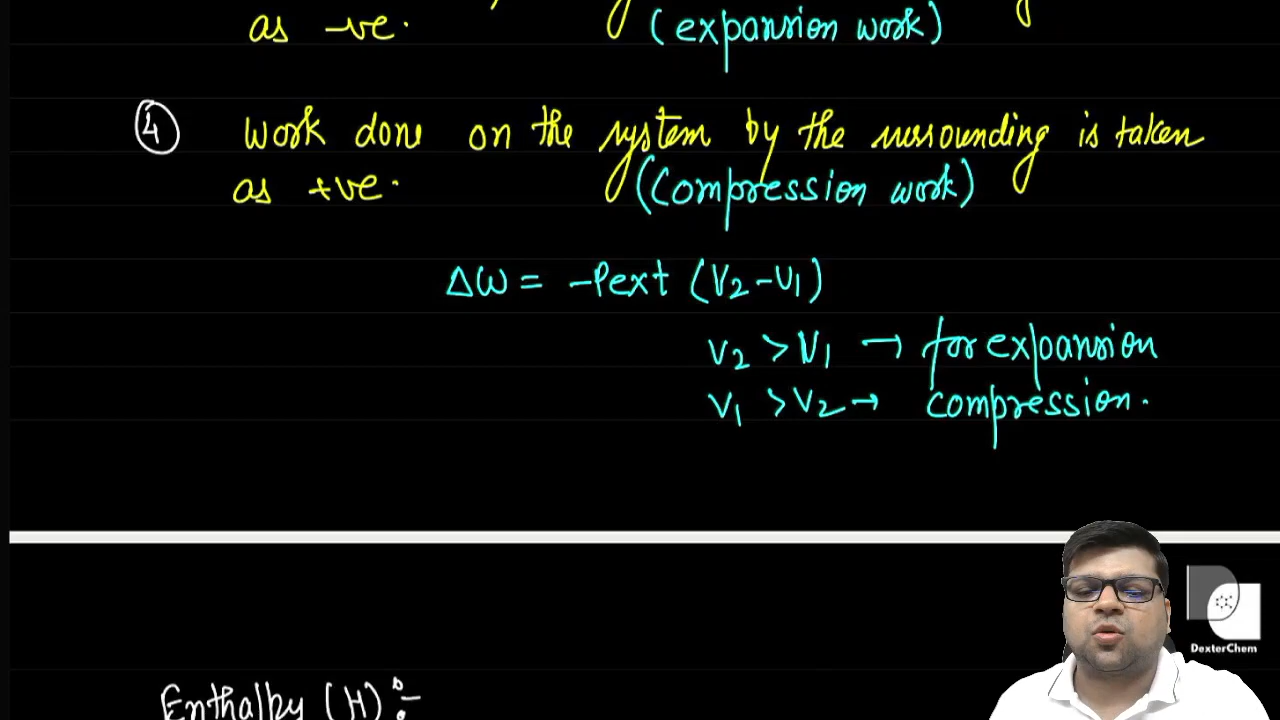 as -ve.
(expansion work)
④ work done on the system by the surrounding is taken
as +ve.
(Compression work)
ΔW = -Pext (V2-V1)
V2 > V1 → for expansion
V1 > V2 → compression.
DexterChem
Enthalpy (H) :-